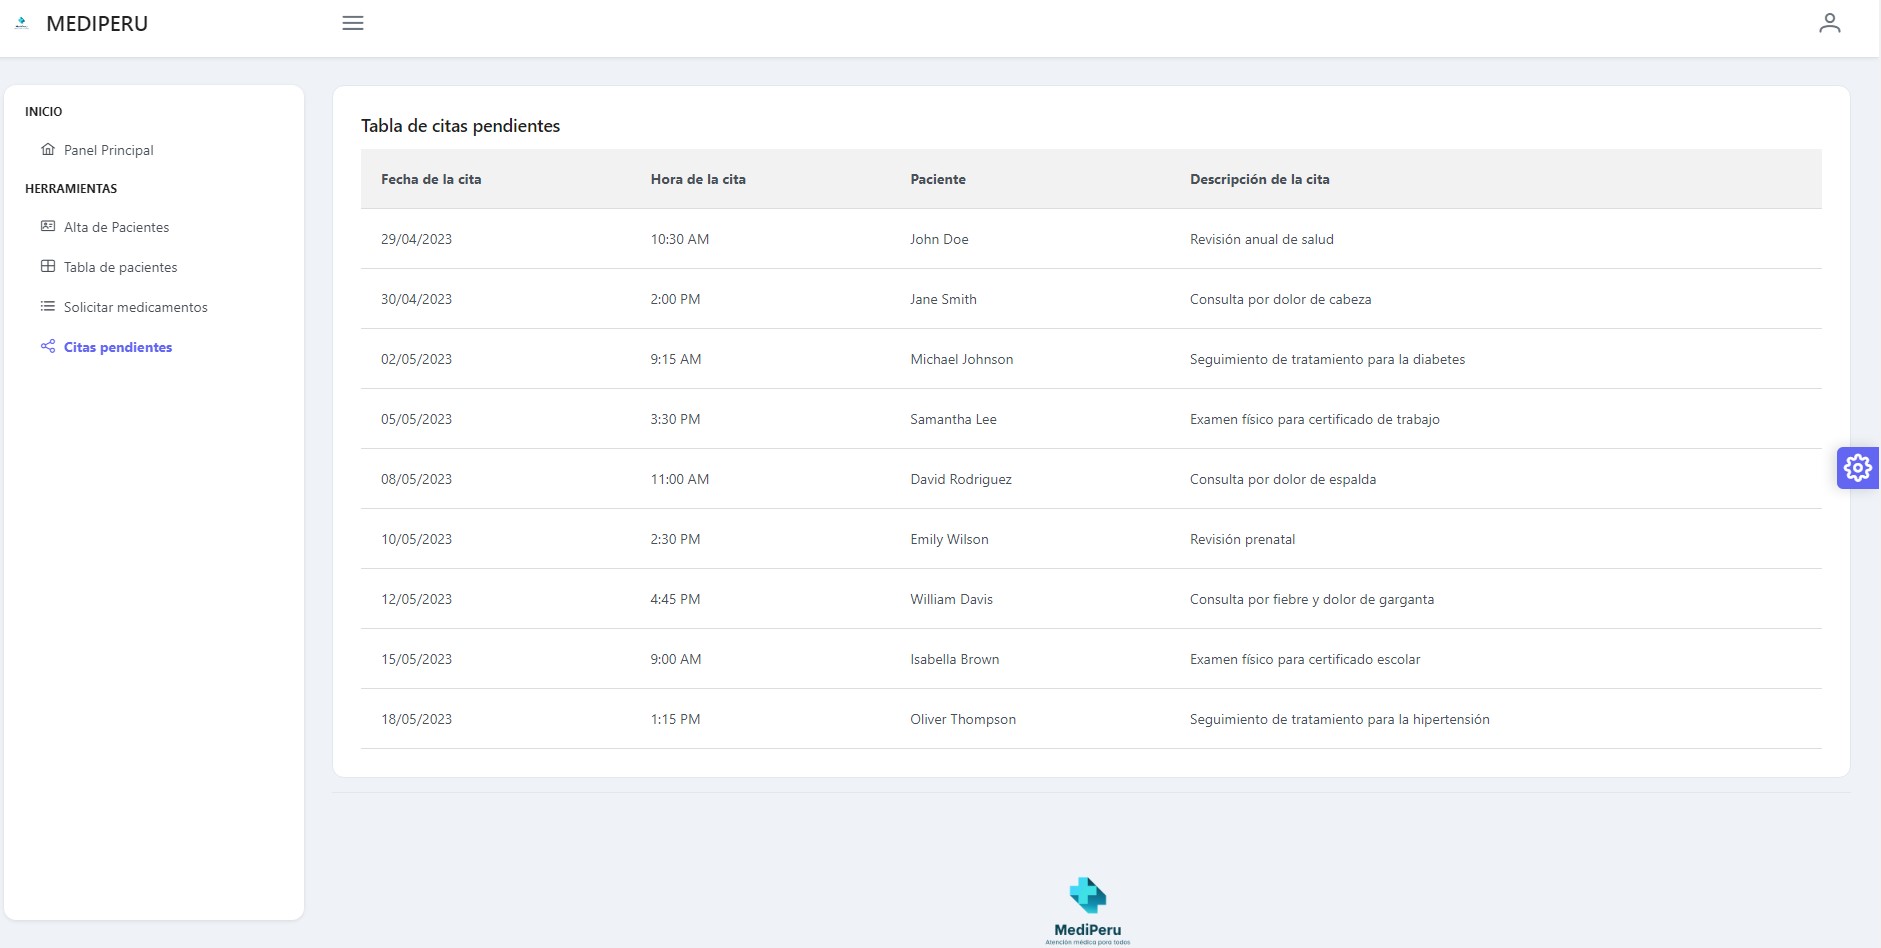 MEDIPERU
INICIO
Panel Principal
HERRAMIENTAS
Alta de Pacientes
Tabla de pacientes
Solicitar medicamentos
Citas pendientes
Tabla de citas pendientes
Fecha de la cita Hora de la cita Paciente Descripción de la cita
29/04/2023 10:30 AM John Doe Revisión anual de salud
30/04/2023 2:00 PM Jane Smith Consulta por dolor de cabeza
02/05/2023 9:15 AM Michael Johnson Seguimiento de tratamiento para la diabetes
05/05/2023 3:30 PM Samantha Lee Examen físico para certificado de trabajo
08/05/2023 11:00 AM David Rodriguez Consulta por dolor de espalda
10/05/2023 2:30 PM Emily Wilson Revisión prenatal
12/05/2023 4:45 PM William Davis Consulta por fiebre y dolor de garganta
15/05/2023 9:00 AM Isabella Brown Examen físico para certificado escolar
18/05/2023 1:15 PM Oliver Thompson Seguimiento de tratamiento para la hipertensión
MediPeru
Atención médica para todos